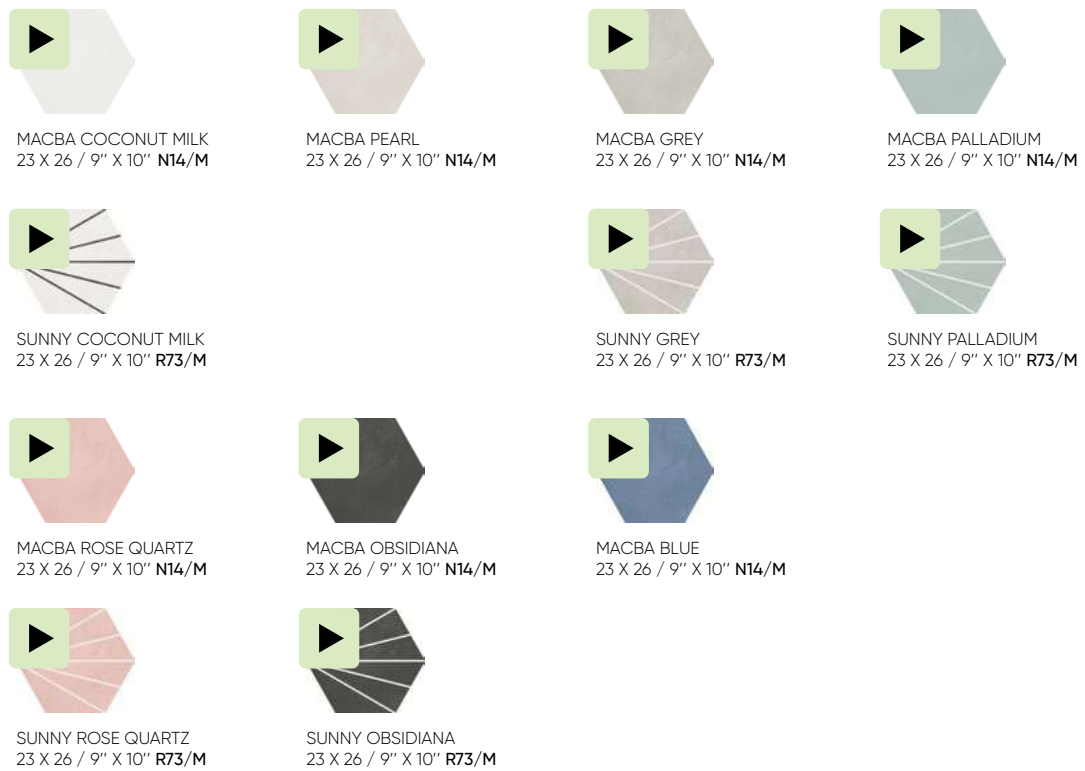 MACBA COCONUT MILK
23 X 26 / 9’’ X 10’’ N14/M
MACBA PEARL
23 X 26 / 9’’ X 10’’ N14/M
MACBA GREY
23 X 26 / 9’’ X 10’’ N14/M
MACBA PALLADIUM
23 X 26 / 9’’ X 10’’ N14/M
SUNNY COCONUT MILK
23 X 26 / 9’’ X 10’’ R73/M
SUNNY GREY
23 X 26 / 9’’ X 10’’ R73/M
SUNNY PALLADIUM
23 X 26 / 9’’ X 10’’ R73/M
MACBA ROSE QUARTZ
23 X 26 / 9’’ X 10’’ N14/M
MACBA OBSIDIANA
23 X 26 / 9’’ X 10’’ N14/M
MACBA BLUE
23 X 26 / 9’’ X 10’’ N14/M
SUNNY ROSE QUARTZ
23 X 26 / 9’’ X 10’’ R73/M
SUNNY OBSIDIANA
23 X 26 / 9’’ X 10’’ R73/M